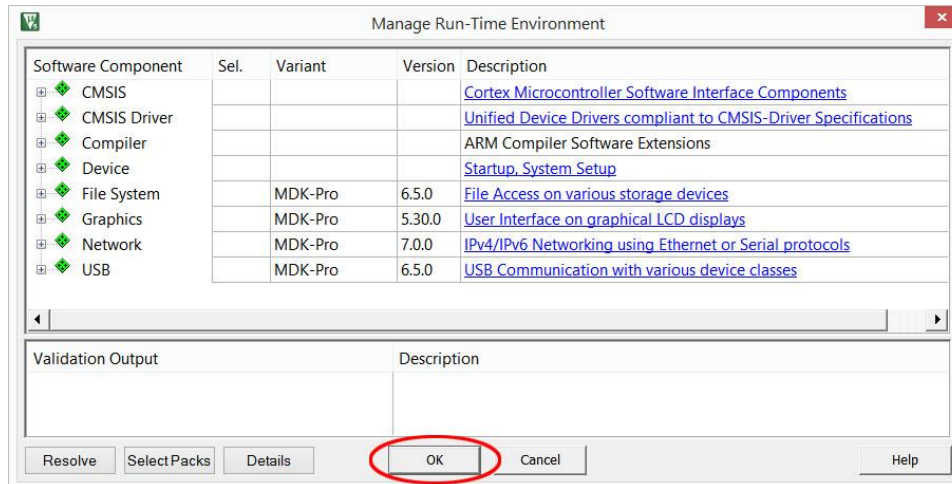 Manage Run-Time Environment
Software Component Sel. Variant Version Description
CMSIS Cortex Microcontroller Software Interface Components
CMSIS Driver Unified Device Drivers compliant to CMSIS-Driver Specifications
Compiler ARM Compiler Software Extensions
Device Startup, System Setup
File System MDK-Pro 6.5.0 File Access on various storage devices
Graphics MDK-Pro 5.30.0 User Interface on graphical LCD displays
Network MDK-Pro 7.0.0 IPv4/IPv6 Networking using Ethernet or Serial protocols
USB MDK-Pro 6.5.0 USB Communication with various device classes
Validation Output Description
Resolve Select Packs Details OK Cancel Help